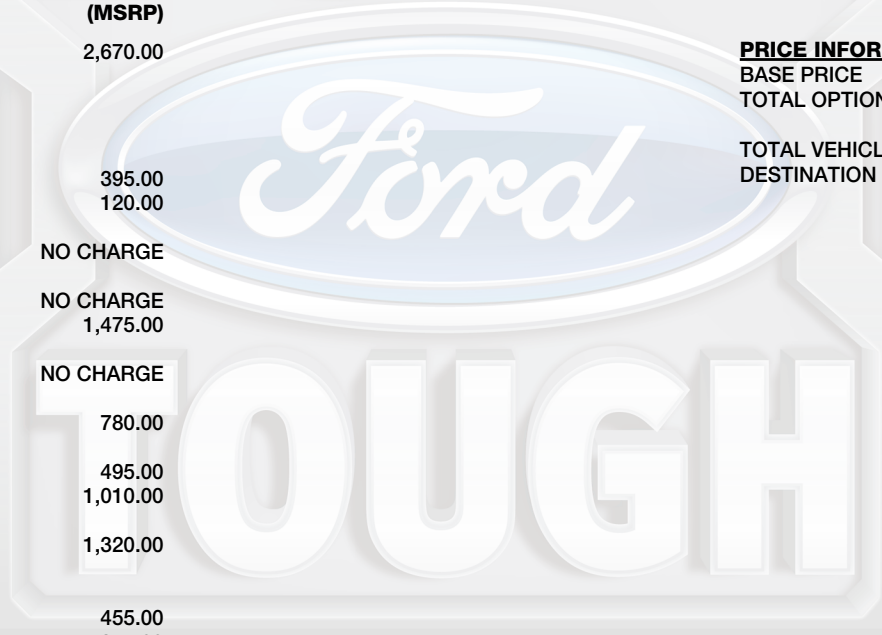 (MSRP)
2,670.00
395.00
120.00
NO CHARGE
NO CHARGE
1,475.00
NO CHARGE
780.00
495.00
1,010.00
1,320.00
455.00
PRICE INFOR
BASE PRICE
TOTAL OPTION
TOTAL VEHICL
DESTINATION
Ford
TOUGH